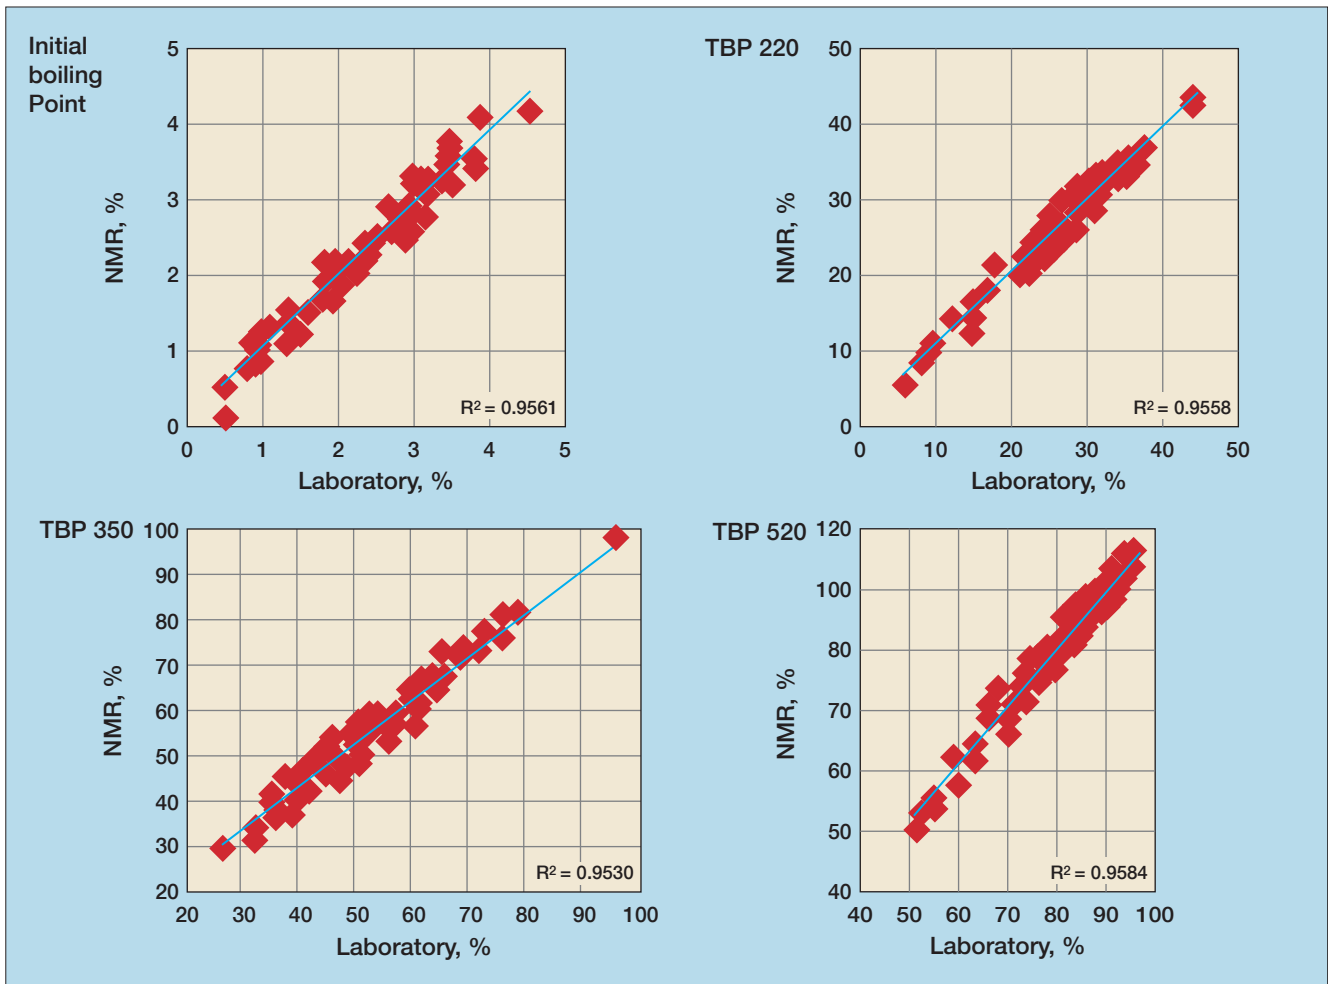 Initial
boiling
Point
5
4
3
2
1
0
NMR, %
0 1 2 3 4 5
Laboratory, %
R² = 0.9561
TBP 220
50
40
30
20
10
0
NMR, %
0 10 20 30 40 50
Laboratory, %
R² = 0.9558
TBP 350
100
90
80
70
60
50
40
30
20
NMR, %
20 30 40 50 60 70 80 90 100
Laboratory, %
R² = 0.9530
TBP 520
120
100
80
70
60
50
40
NMR, %
40 50 60 70 80 90 100
Laboratory, %
R² = 0.9584